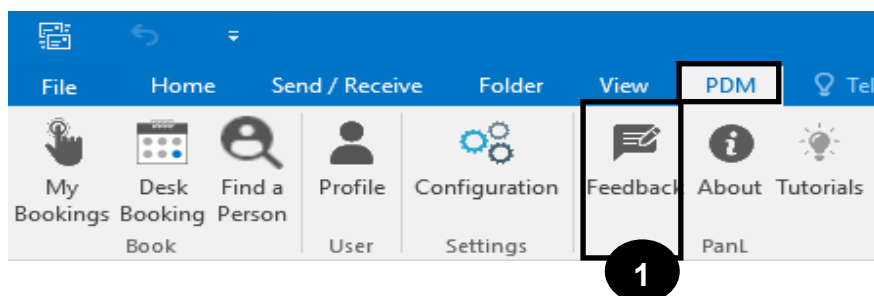 File Home Send / Receive Folder View PDM Tel
My Bookings Desk Booking Find a Person Profile Configuration Feedback About Tutorials
Book User Settings PanL
1